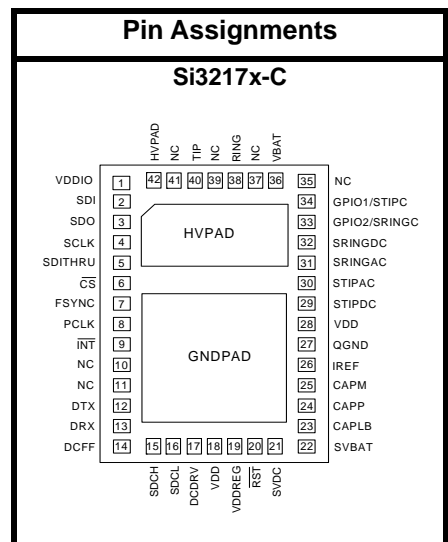 Pin Assignments
Si3217x-C
HVPAD
NC
TIP
NC
RING
NC
VBAT
42 41 40 39 38 37 36
VDDIO 1
SDI 2
SDO 3
SCLK 4
SDITHRU 5
CS 6
FSYNC 7
PCLK 8
INT 9
NC 10
NC 11
DTX 12
DRX 13
DCFF 14
HVPAD
GNDPAD
35 NC
34 GPIO1/STIPC
33 GPIO2/SRINGC
32 SRINGDC
31 SRINGAC
30 STIPAC
29 STIPDC
28 VDD
27 QGND
26 IREF
25 CAPM
24 CAPP
23 CAPLB
22 SVBAT
15 16 17 18 19 20 21
SDCH
SDCL
DCDRV
VDD
VDDREG
RST
SVDC